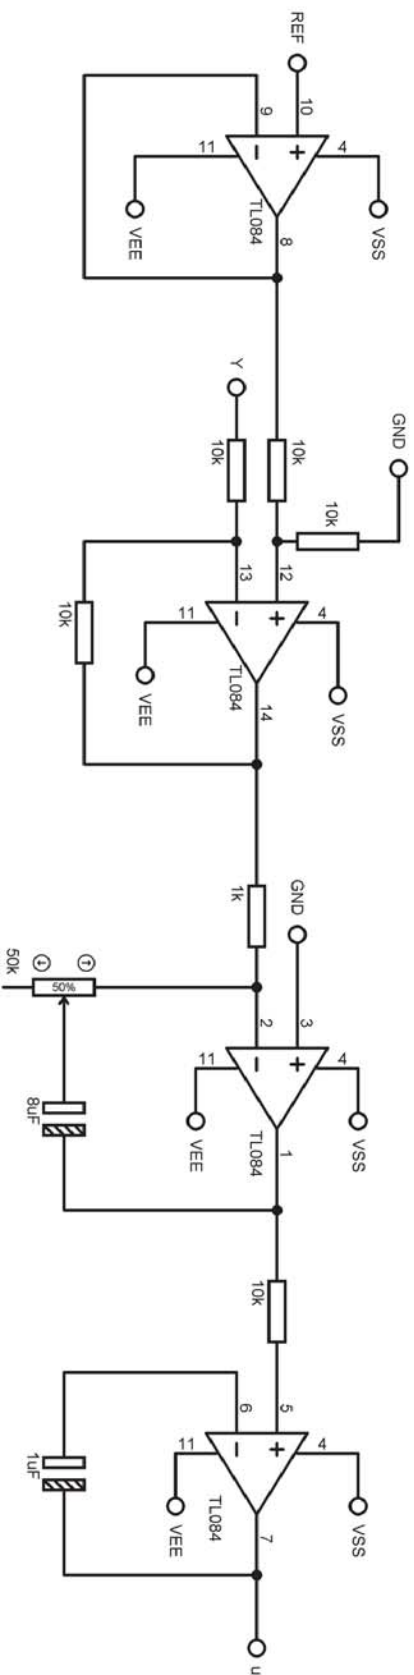 REF
10
9
4
VSS
11
VEE
TL084
8
Y
GND
10k
10k
10k
10k
12
13
4
VSS
11
VEE
TL084
14
1k
GND
3
2
4
VSS
11
VEE
TL084
1
50k
50%
8uF
10k
5
6
4
VSS
11
VEE
TL084
7
1uF
u